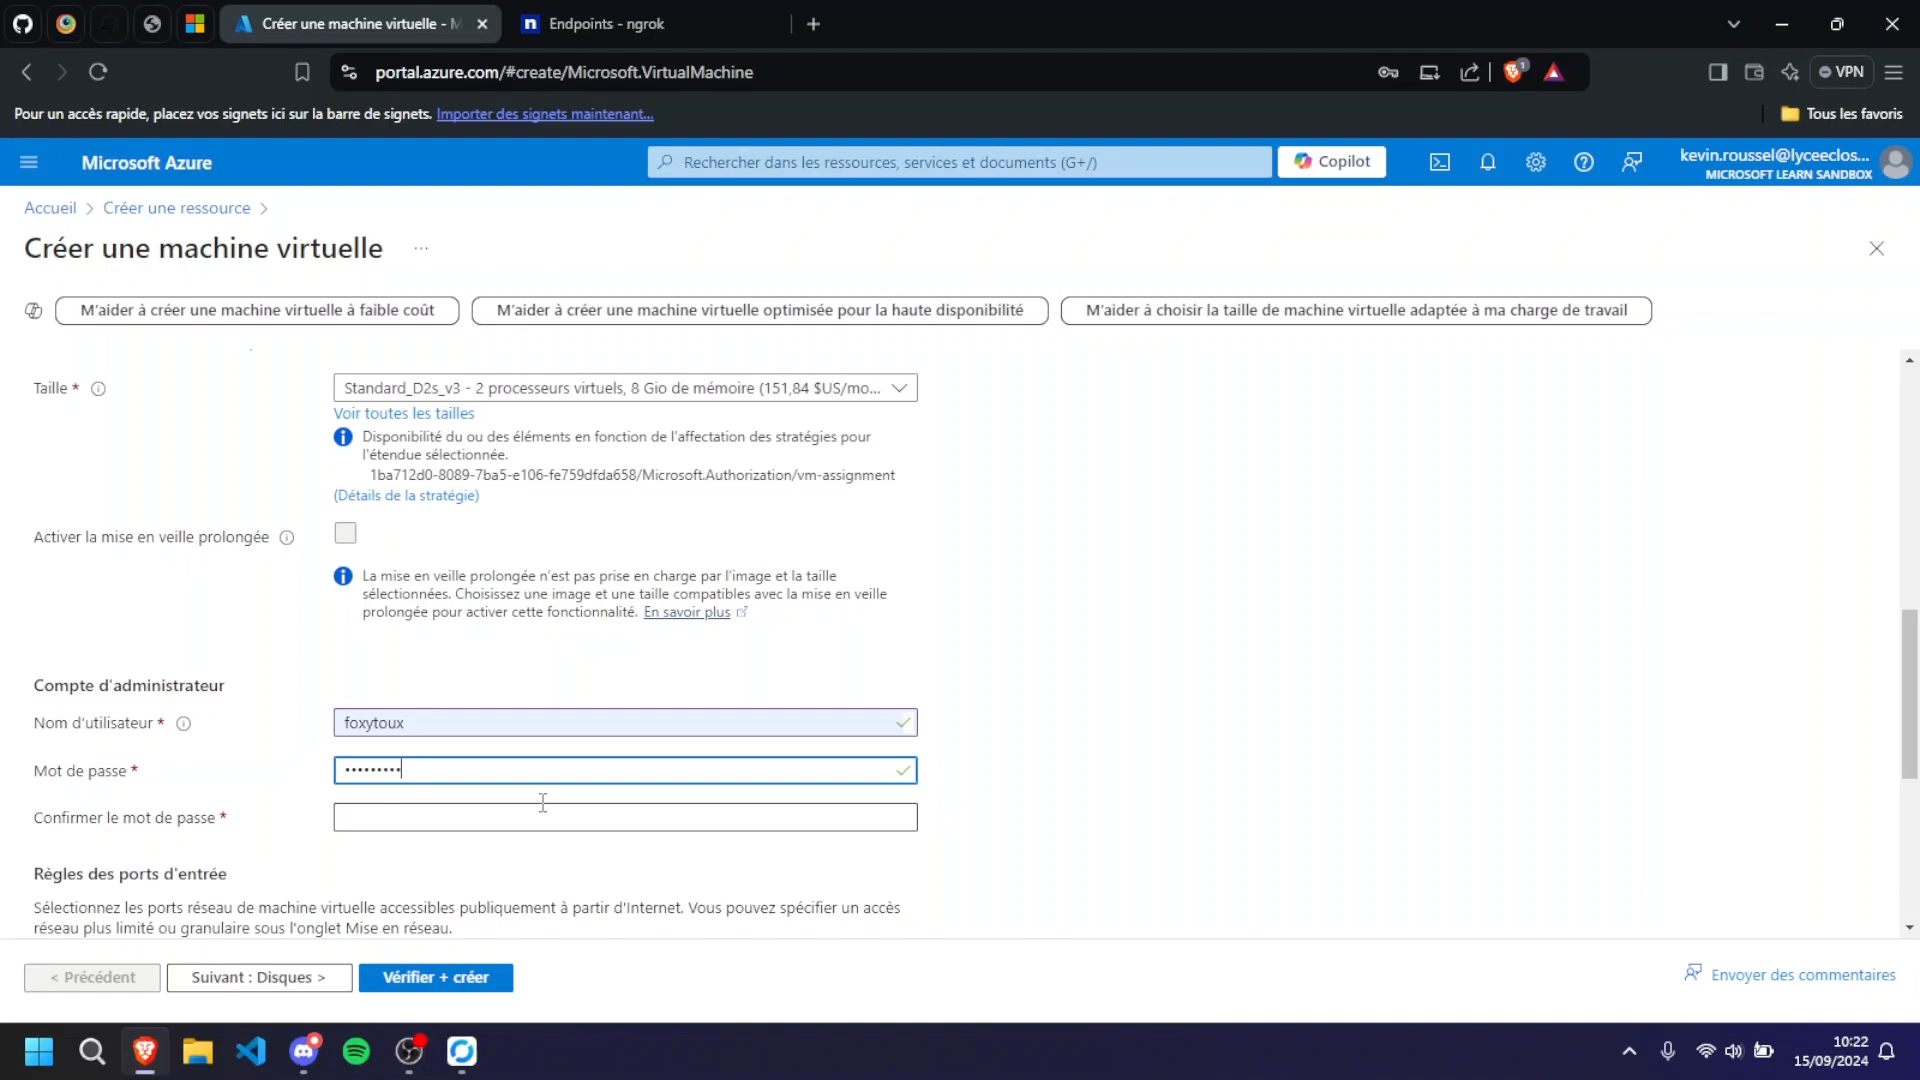 Créer une machine virtuelle - M
Endpoints - ngrok
portal.azure.com/#create/Microsoft.VirtualMachine
1
VPN
Pour un accès rapide, placez vos signets ici sur la barre de signets. Importer des signets maintenant...
Tous les favoris
Microsoft Azure
Rechercher dans les ressources, services et documents (G+/)
Copilot
kevin.roussel@lyceeclos...
MICROSOFT LEARN SANDBOX
Accueil > Créer une ressource >
Créer une machine virtuelle ...
M'aider à créer une machine virtuelle à faible coût
M'aider à créer une machine virtuelle optimisée pour la haute disponibilité
M'aider à choisir la taille de machine virtuelle adaptée à ma charge de travail
Taille *
Standard_D2s_v3 - 2 processeurs virtuels, 8 Gio de mémoire (151,84 $US/mo...
Voir toutes les tailles
Disponibilité du ou des éléments en fonction de l'affectation des stratégies pour
l'étendue sélectionnée.
1ba712d0-8089-7ba5-e106-fe759dfda658/Microsoft.Authorization/vm-assignment
(Détails de la stratégie)
Activer la mise en veille prolongée
La mise en veille prolongée n'est pas prise en charge par l'image et la taille
sélectionnées. Choisissez une image et une taille compatibles avec la mise en veille
prolongée pour activer cette fonctionnalité. En savoir plus
Compte d'administrateur
Nom d'utilisateur *
foxytoux
Mot de passe *
•••••••••
Confirmer le mot de passe *
Règles des ports d'entrée
Sélectionnez les ports réseau de machine virtuelle accessibles publiquement à partir d'Internet. Vous pouvez spécifier un accès
réseau plus limité ou granulaire sous l'onglet Mise en réseau.
< Précédent
Suivant : Disques >
Vérifier + créer
Envoyer des commentaires
10:22
15/09/2024